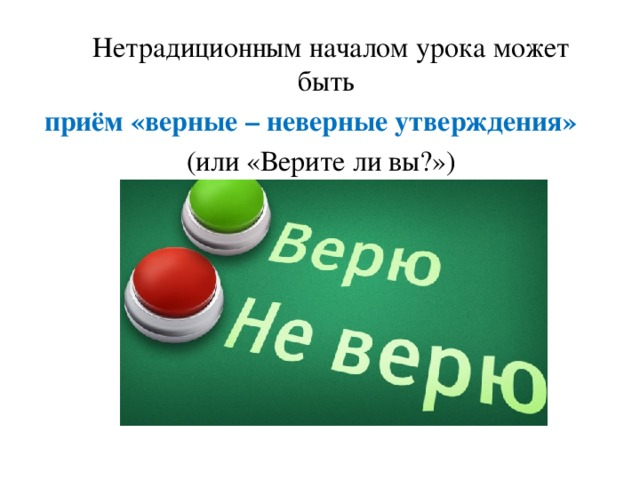 Нетрадиционным началом урока может
быть
приём «верные – неверные утверждения»
(или «Верите ли вы?»)
Верю
Не верю